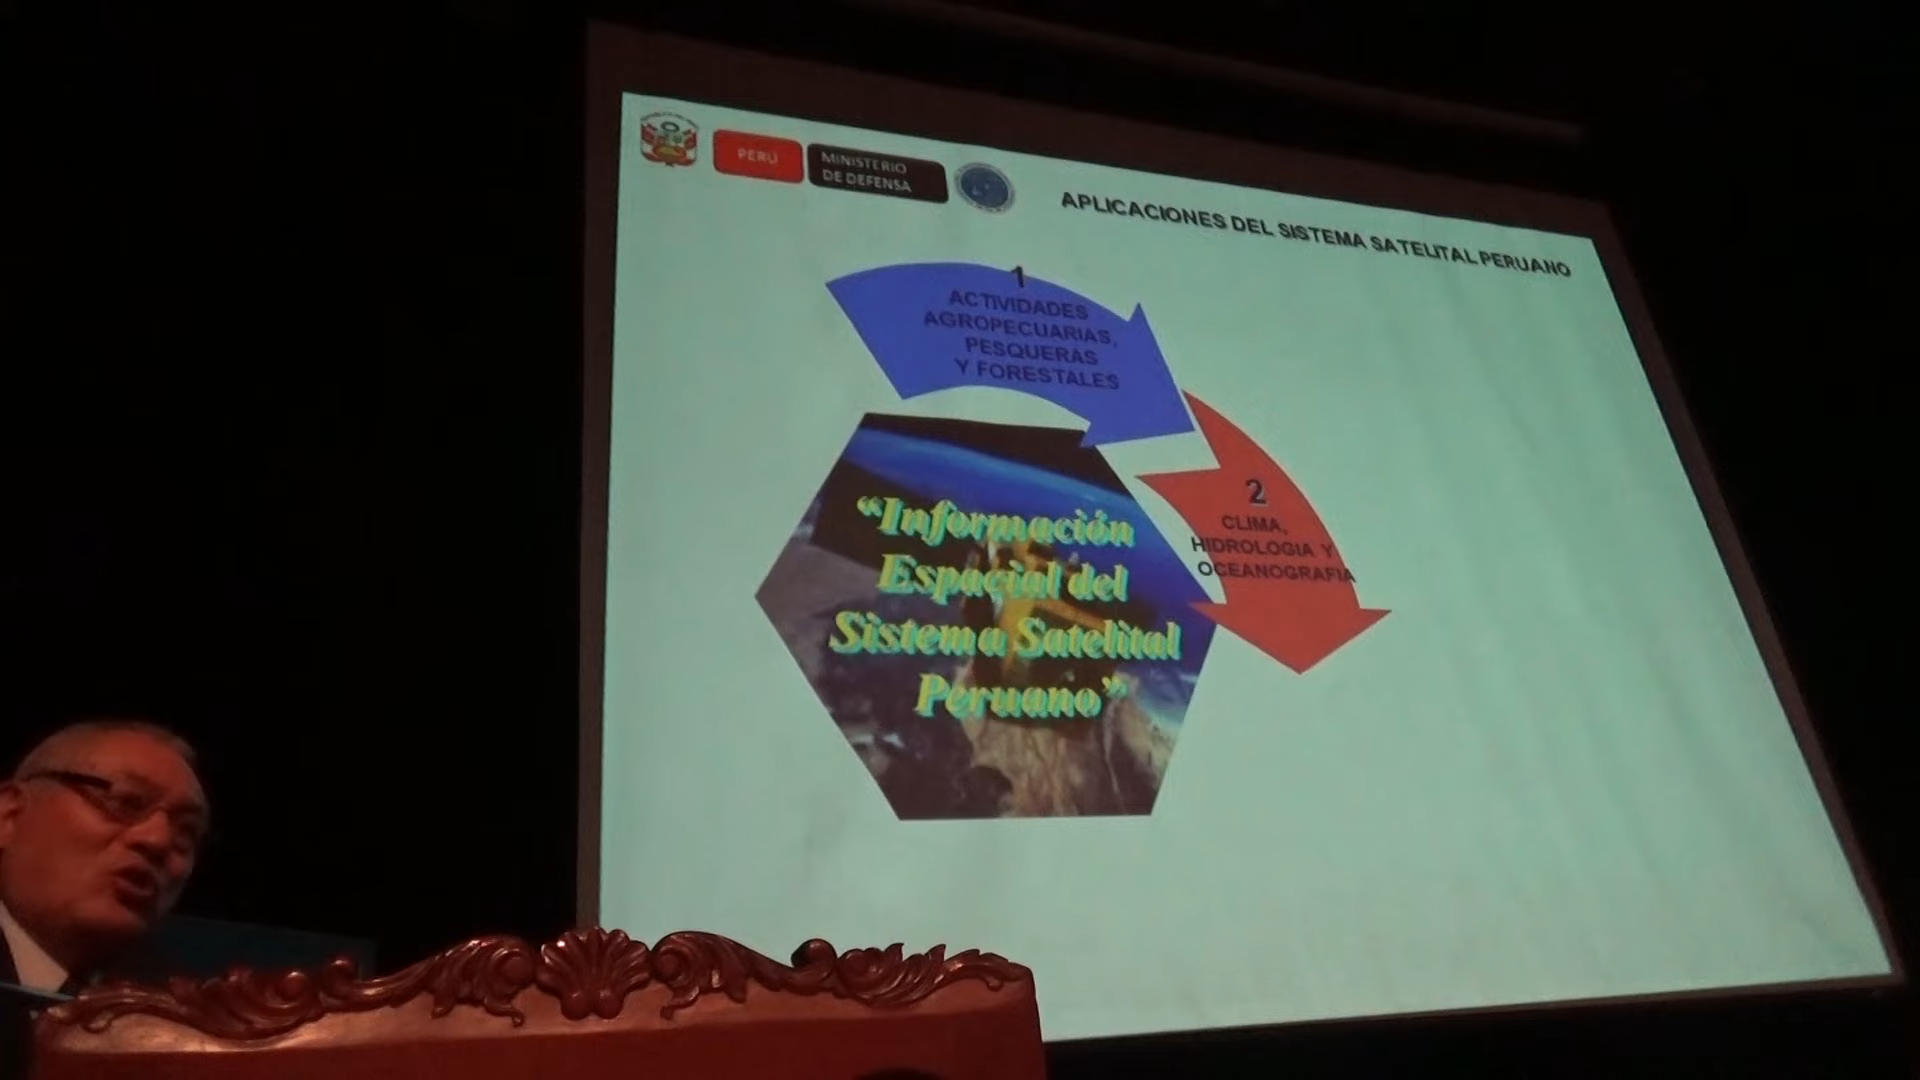 PERÚ
MINISTERIO
DE DEFENSA
APLICACIONES DEL SISTEMA SATELITAL PERUANO
1
ACTIVIDADES
AGROPECUARIAS,
PESQUERAS
Y FORESTALES
2
CLIMA,
HIDROLOGIA Y
OCEANOGRAFIA
“Información
Espacial del
Sistema Satelital
Peruano”